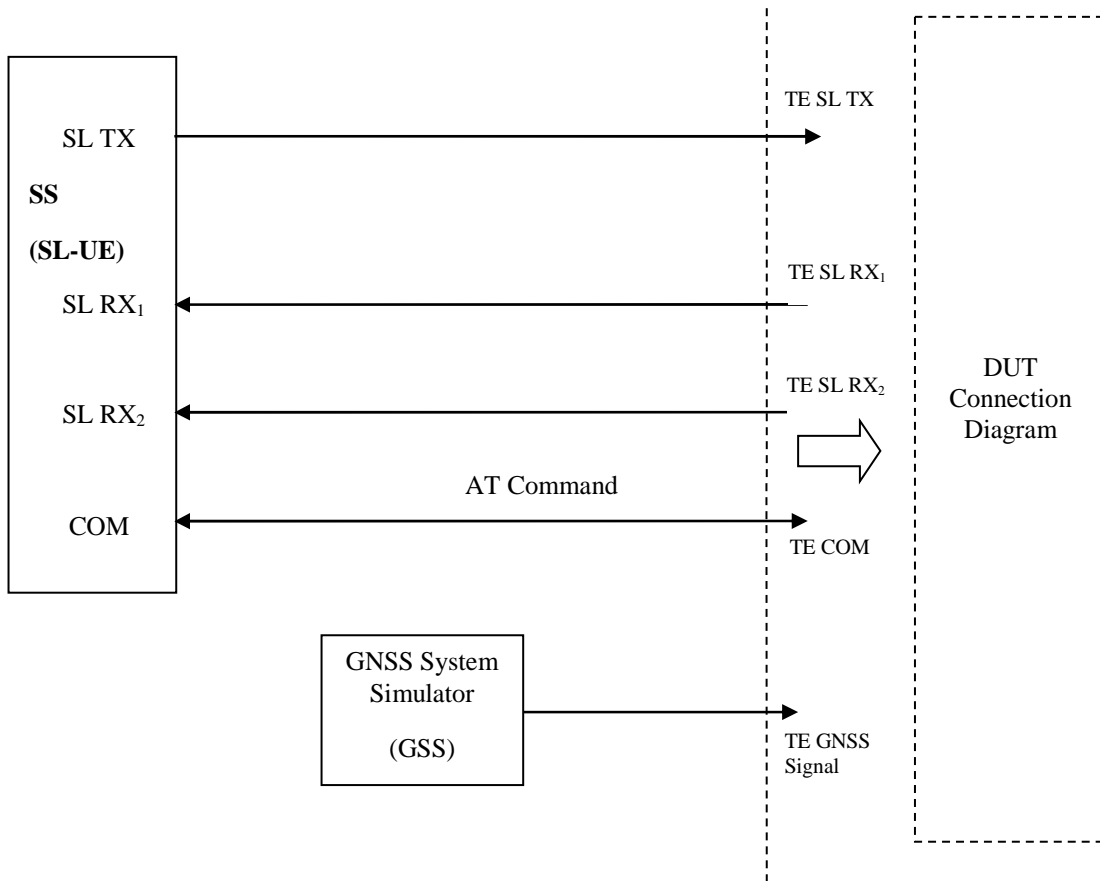 SL TX
SS
(SL-UE)
SL RX₁
SL RX₂
COM
AT Command
GNSS System
Simulator
(GSS)
TE SL TX
TE SL RX₁
TE SL RX₂
TE COM
TE GNSS
Signal
DUT
Connection
Diagram